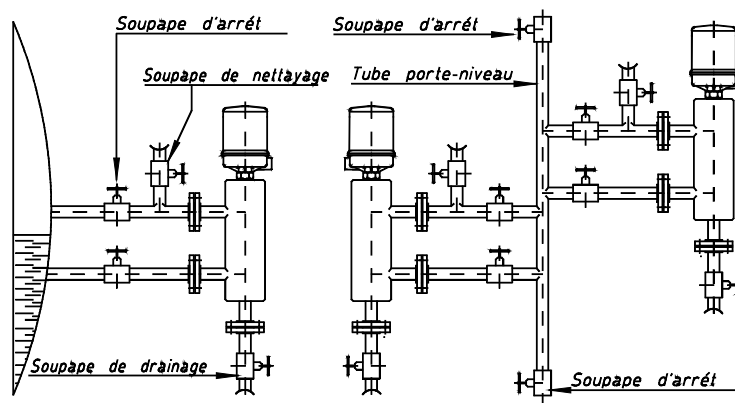 Soupape d'arrét
Soupape d'arrét
Soupape de nettayage
Tube porte-niveau
Soupape de drainage
Soupape d'arrét